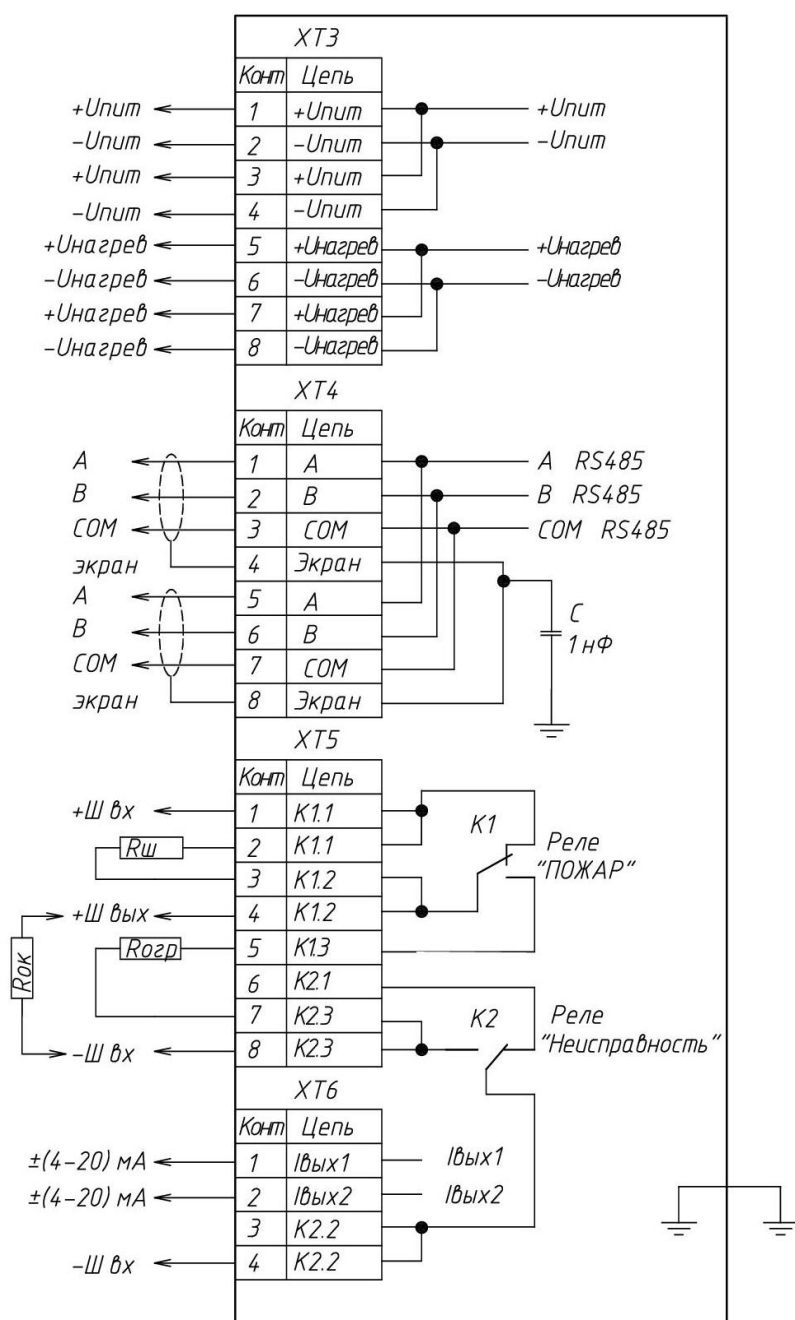 XT3
Конт Цепь
+Uпит 1 +Uпит +Uпит
-Uпит 2 -Uпит -Uпит
+Uпит 3 +Uпит
-Uпит 4 -Uпит
+Uнагрев 5 +Uнагрев +Uнагрев
-Uнагрев 6 -Uнагрев -Uнагрев
+Uнагрев 7 +Uнагрев
-Uнагрев 8 -Uнагрев
XT4
Конт Цепь
A 1 A A RS485
B 2 B B RS485
COM 3 COM COM RS485
экран 4 Экран
A 5 A
B 6 B
COM 7 COM
экран 8 Экран
C
1 нФ
XT5
Конт Цепь
+Ш вх 1 K1.1
Rш 2 K1.1
3 K1.2
+Ш вых 4 K1.2
Rогр 5 K1.3
6 K2.1
7 K2.3
-Ш вх 8 K2.3
Rок
K1
Реле
"ПОЖАР"
K2
Реле
"Неисправность"
XT6
Конт Цепь
±(4-20) мА 1 Iвых1 Iвых1
±(4-20) мА 2 Iвых2 Iвых2
3 K2.2
-Ш вх 4 K2.2